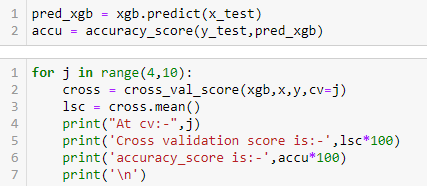 1 pred_xgb = xgb.predict(x_test)
2 accu = accuracy_score(y_test,pred_xgb)
1 for j in range(4,10):
2     cross = cross_val_score(xgb,x,y,cv=j)
3     lsc = cross.mean()
4     print("At cv:-",j)
5     print('Cross validation score is:-',lsc*100)
6     print('accuracy_score is:-',accu*100)
7     print('\n')